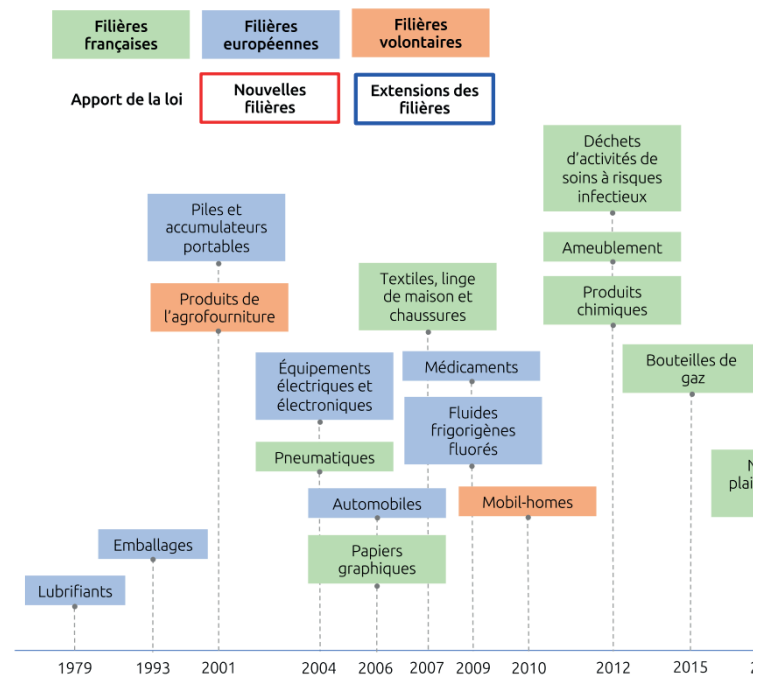 Filières
françaises
Filières
européennes
Filières
volontaires
Apport de la loi
Nouvelles
filières
Extensions des
filières
Déchets
d’activités de
soins à risques
infectieux
Piles et
accumulateurs
portables
Ameublement
Textiles, linge
de maison et
chaussures
Produits de
l’agrofourniture
Produits
chimiques
Équipements
électriques et
électroniques
Médicaments
Bouteilles de
gaz
Fluides
frigorigènes
fluorés
Pneumatiques
Automobiles
Mobil-homes
Emballages
Papiers
graphiques
Lubrifiants
1979 1993 2001 2004 2006 2007 2009 2010 2012 2015